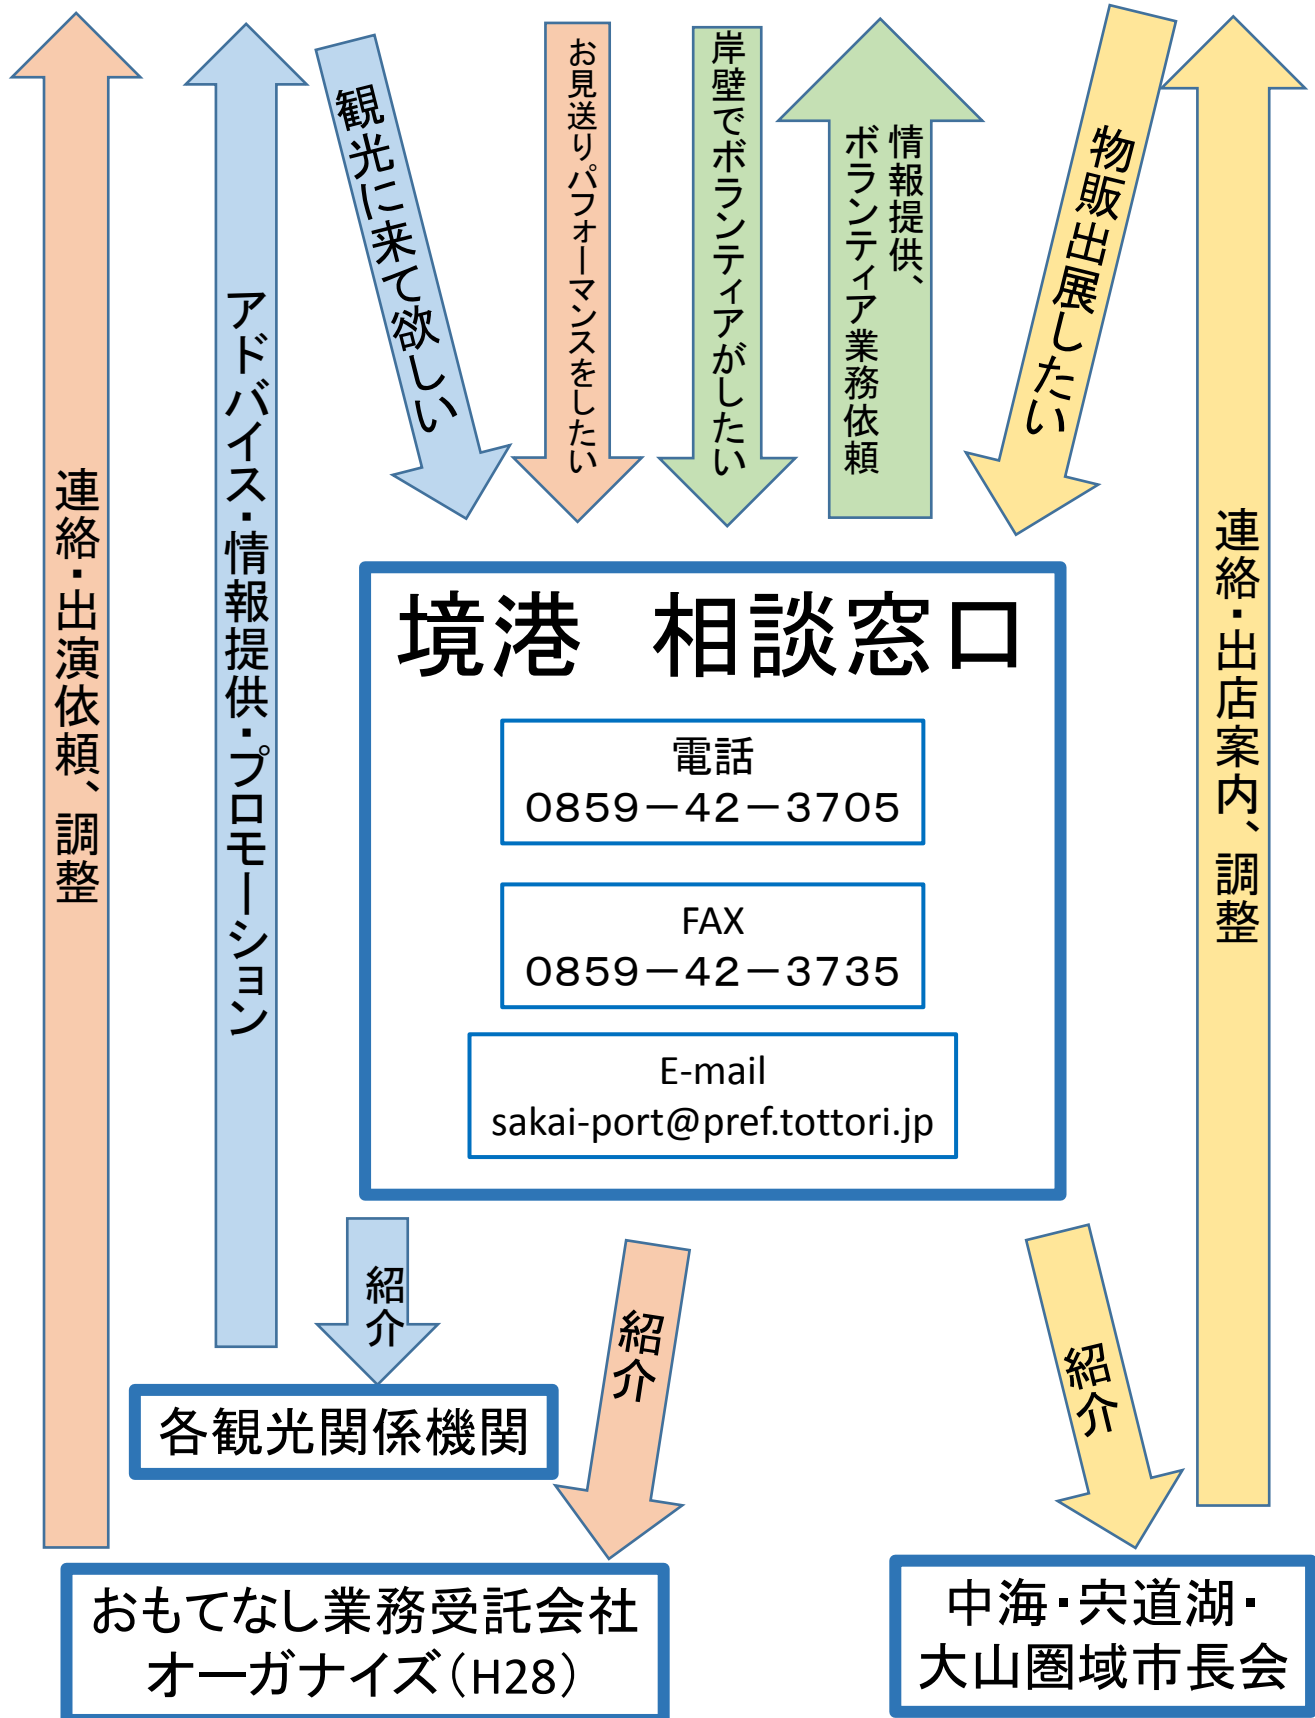 連絡・出演依頼、調整
アドバイス・情報提供・プロモーション
観光に来て欲しい
お見送りパフォーマンスをしたい
岸壁でボランティアがしたい
情報提供、
ボランティア業務依頼
物販出展したい
連絡・出店案内、調整
境港　相談窓口
電話
０８５９－４２－３７０５
FAX
０８５９－４２－３７３５
E-mail
sakai-port@pref.tottori.jp
紹介
紹介
紹介
各観光関係機関
おもてなし業務受託会社
オーガナイズ（H28）
中海・宍道湖・
大山圏域市長会